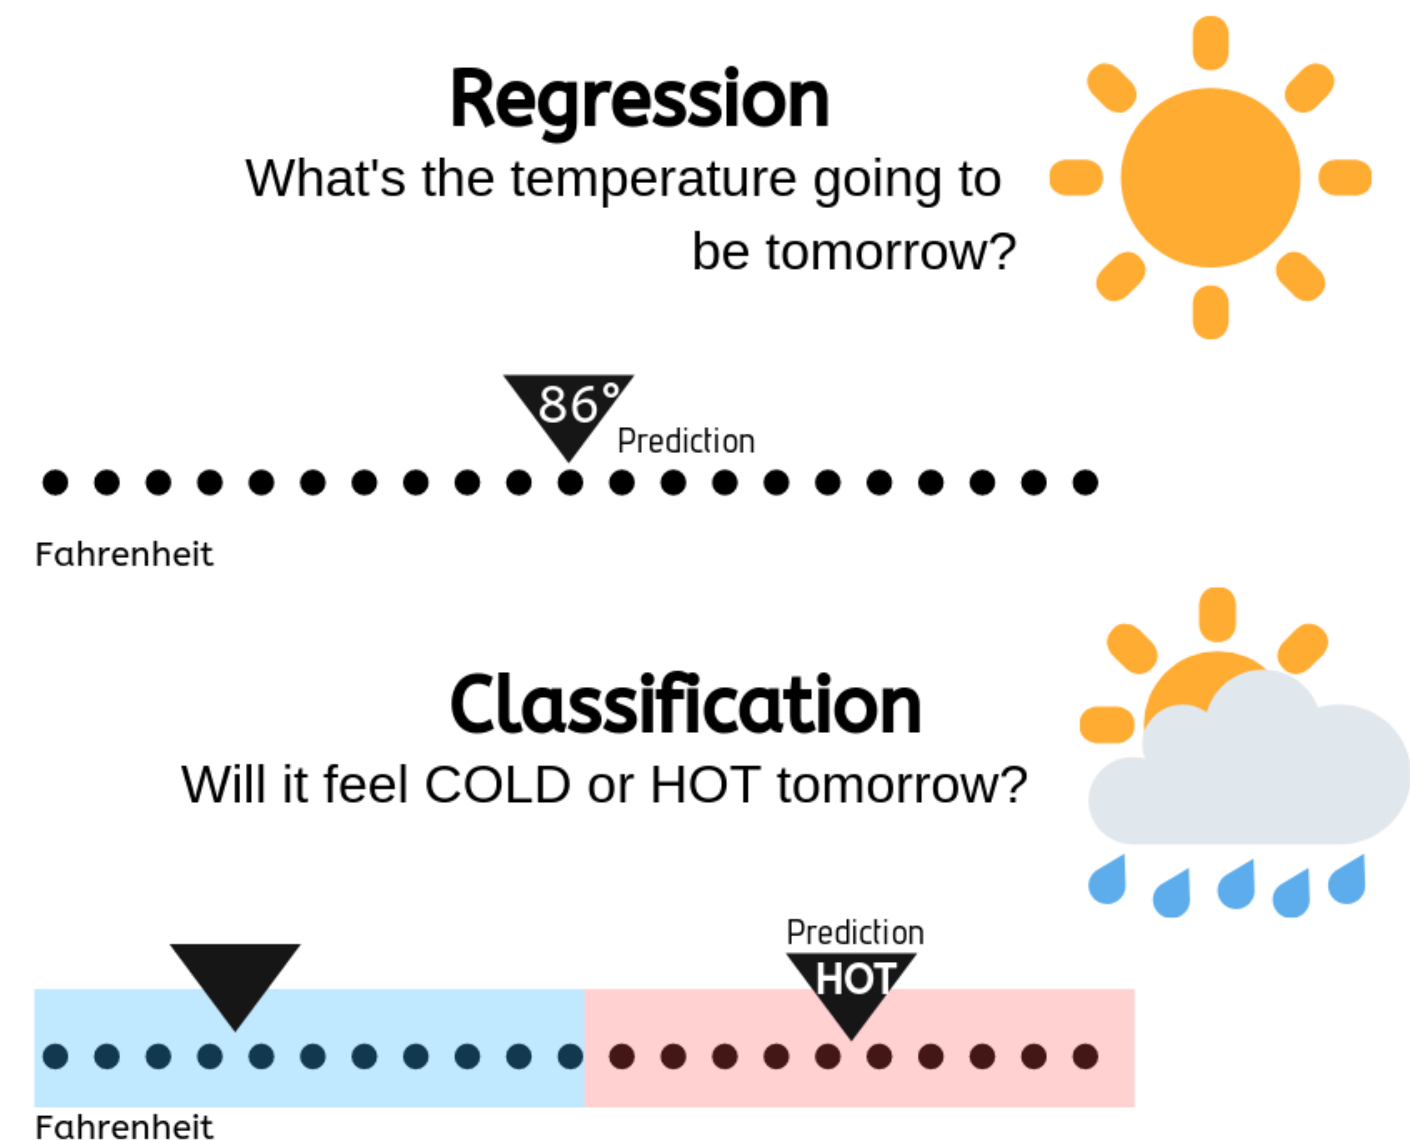 Regression
What's the temperature going to
be tomorrow?
86°
Prediction
Fahrenheit
Classification
Will it feel COLD or HOT tomorrow?
Prediction
HOT
Fahrenheit